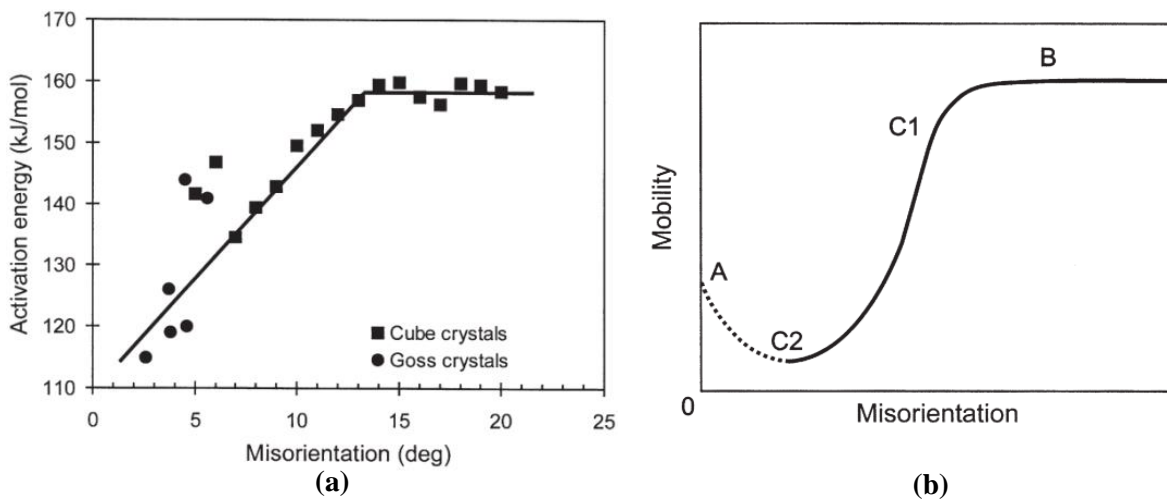 170
160
150
140
130
120
110
Activation energy (kJ/mol)
Cube crystals
Goss crystals
0 5 10 15 20 25
Misorientation (deg)
(a)
Mobility
A
B
C1
C2
0
Misorientation
(b)